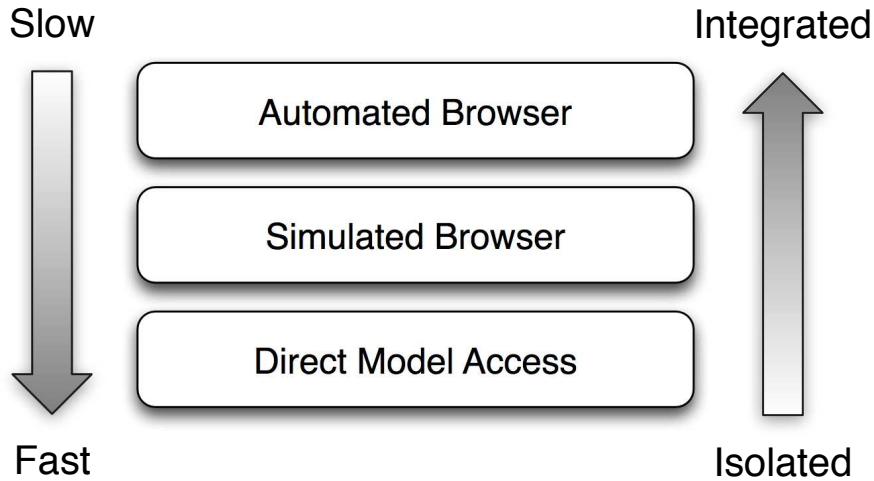 Slow
Integrated
Automated Browser
Simulated Browser
Direct Model Access
Fast
Isolated